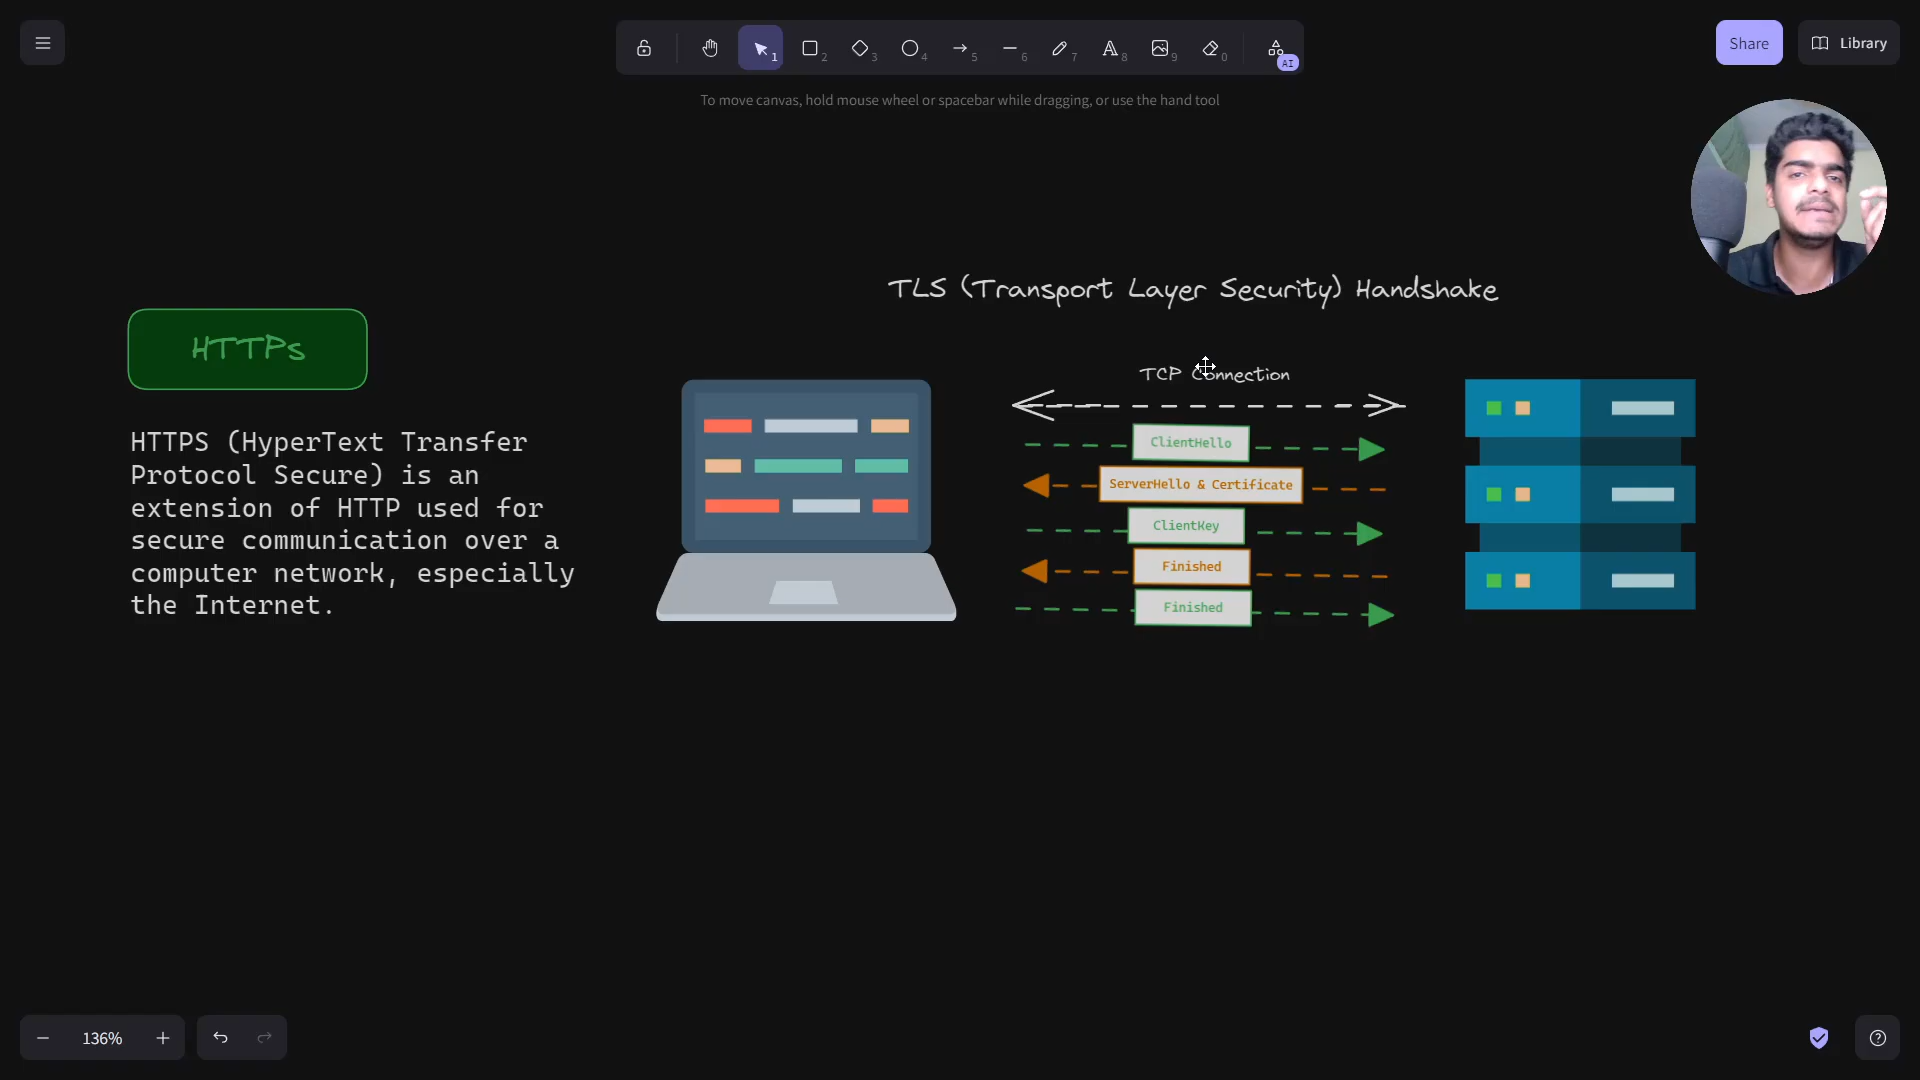 1
2
3
4
5
6
7
8
9
0
AI
Share
Library
To move canvas, hold mouse wheel or spacebar while dragging, or use the hand tool
TLS (Transport Layer Security) Handshake
HTTPs
HTTPS (HyperText Transfer
Protocol Secure) is an
extension of HTTP used for
secure communication over a
computer network, especially
the Internet.
TCP Connection
ClientHello
ServerHello & Certificate
ClientKey
Finished
Finished
136%